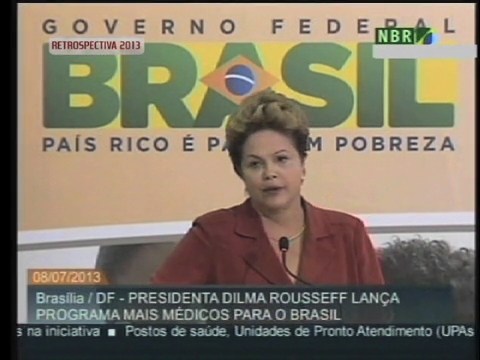 GOVERNO FEDERAL
RETROSPECTIVA 2013
NBR
BRASIL
PAÍS RICO É PA M POBREZA
08/07/2013
Brasília / DF - PRESIDENTA DILMA ROUSSEFF LANÇA
PROGRAMA MAIS MÉDICOS PARA O BRASIL
s na iniciativa ■ Postos de saúde, Unidades de Pronto Atendimento (UPAs